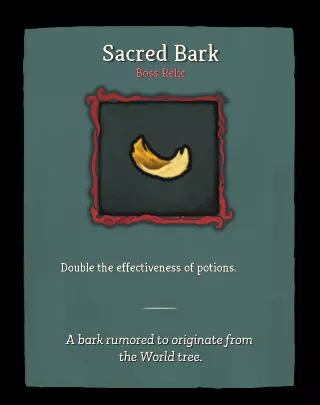 Sacred Bark
Boss Relic
Double the effectiveness of potions.
A bark rumored to originate from
the World tree.